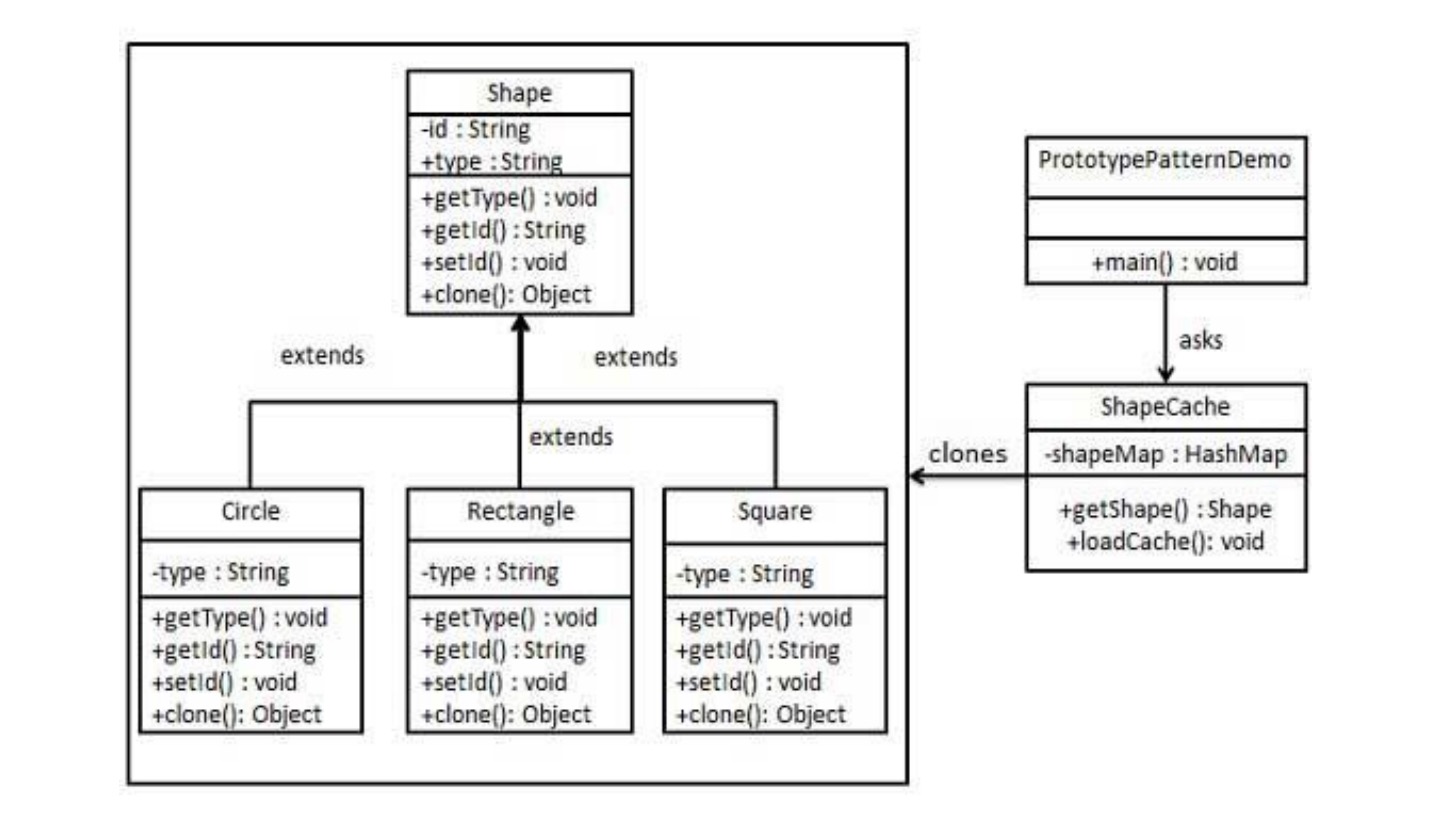 Shape
-id : String
+type : String
+getType() : void
+getId() : String
+setId() : void
+clone(): Object
extends
extends
extends
Circle
-type : String
+getType() : void
+getId() : String
+setId() : void
+clone(): Object
Rectangle
-type : String
+getType() : void
+getId() : String
+setId() : void
+clone(): Object
Square
-type : String
+getType() : void
+getId() : String
+setId() : void
+clone(): Object
PrototypePatternDemo
+main() : void
asks
ShapeCache
-shapeMap : HashMap
+getShape() : Shape
+loadCache(): void
clones